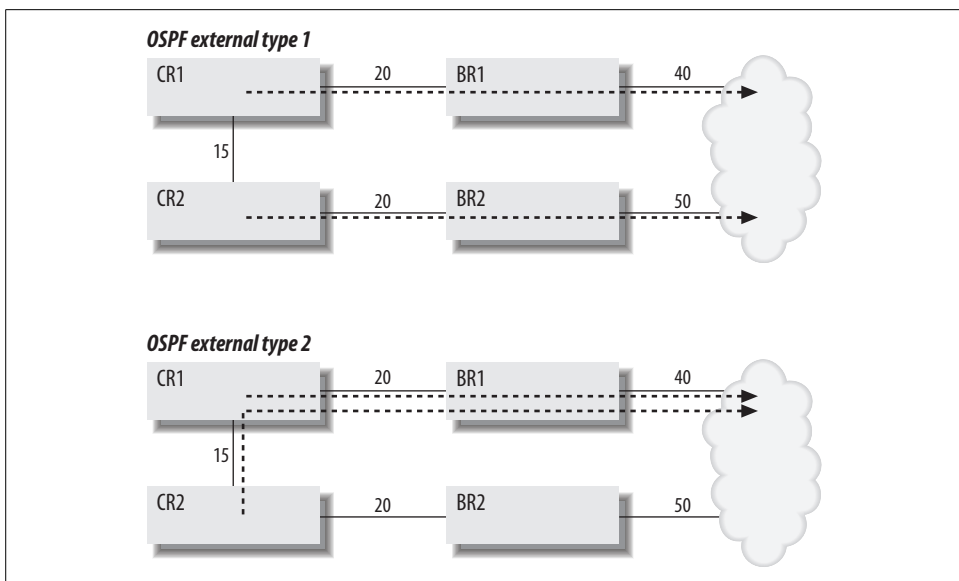 OSPF external type 1
CR1
20
BR1
40
15
CR2
20
BR2
50
OSPF external type 2
CR1
20
BR1
40
15
CR2
20
BR2
50